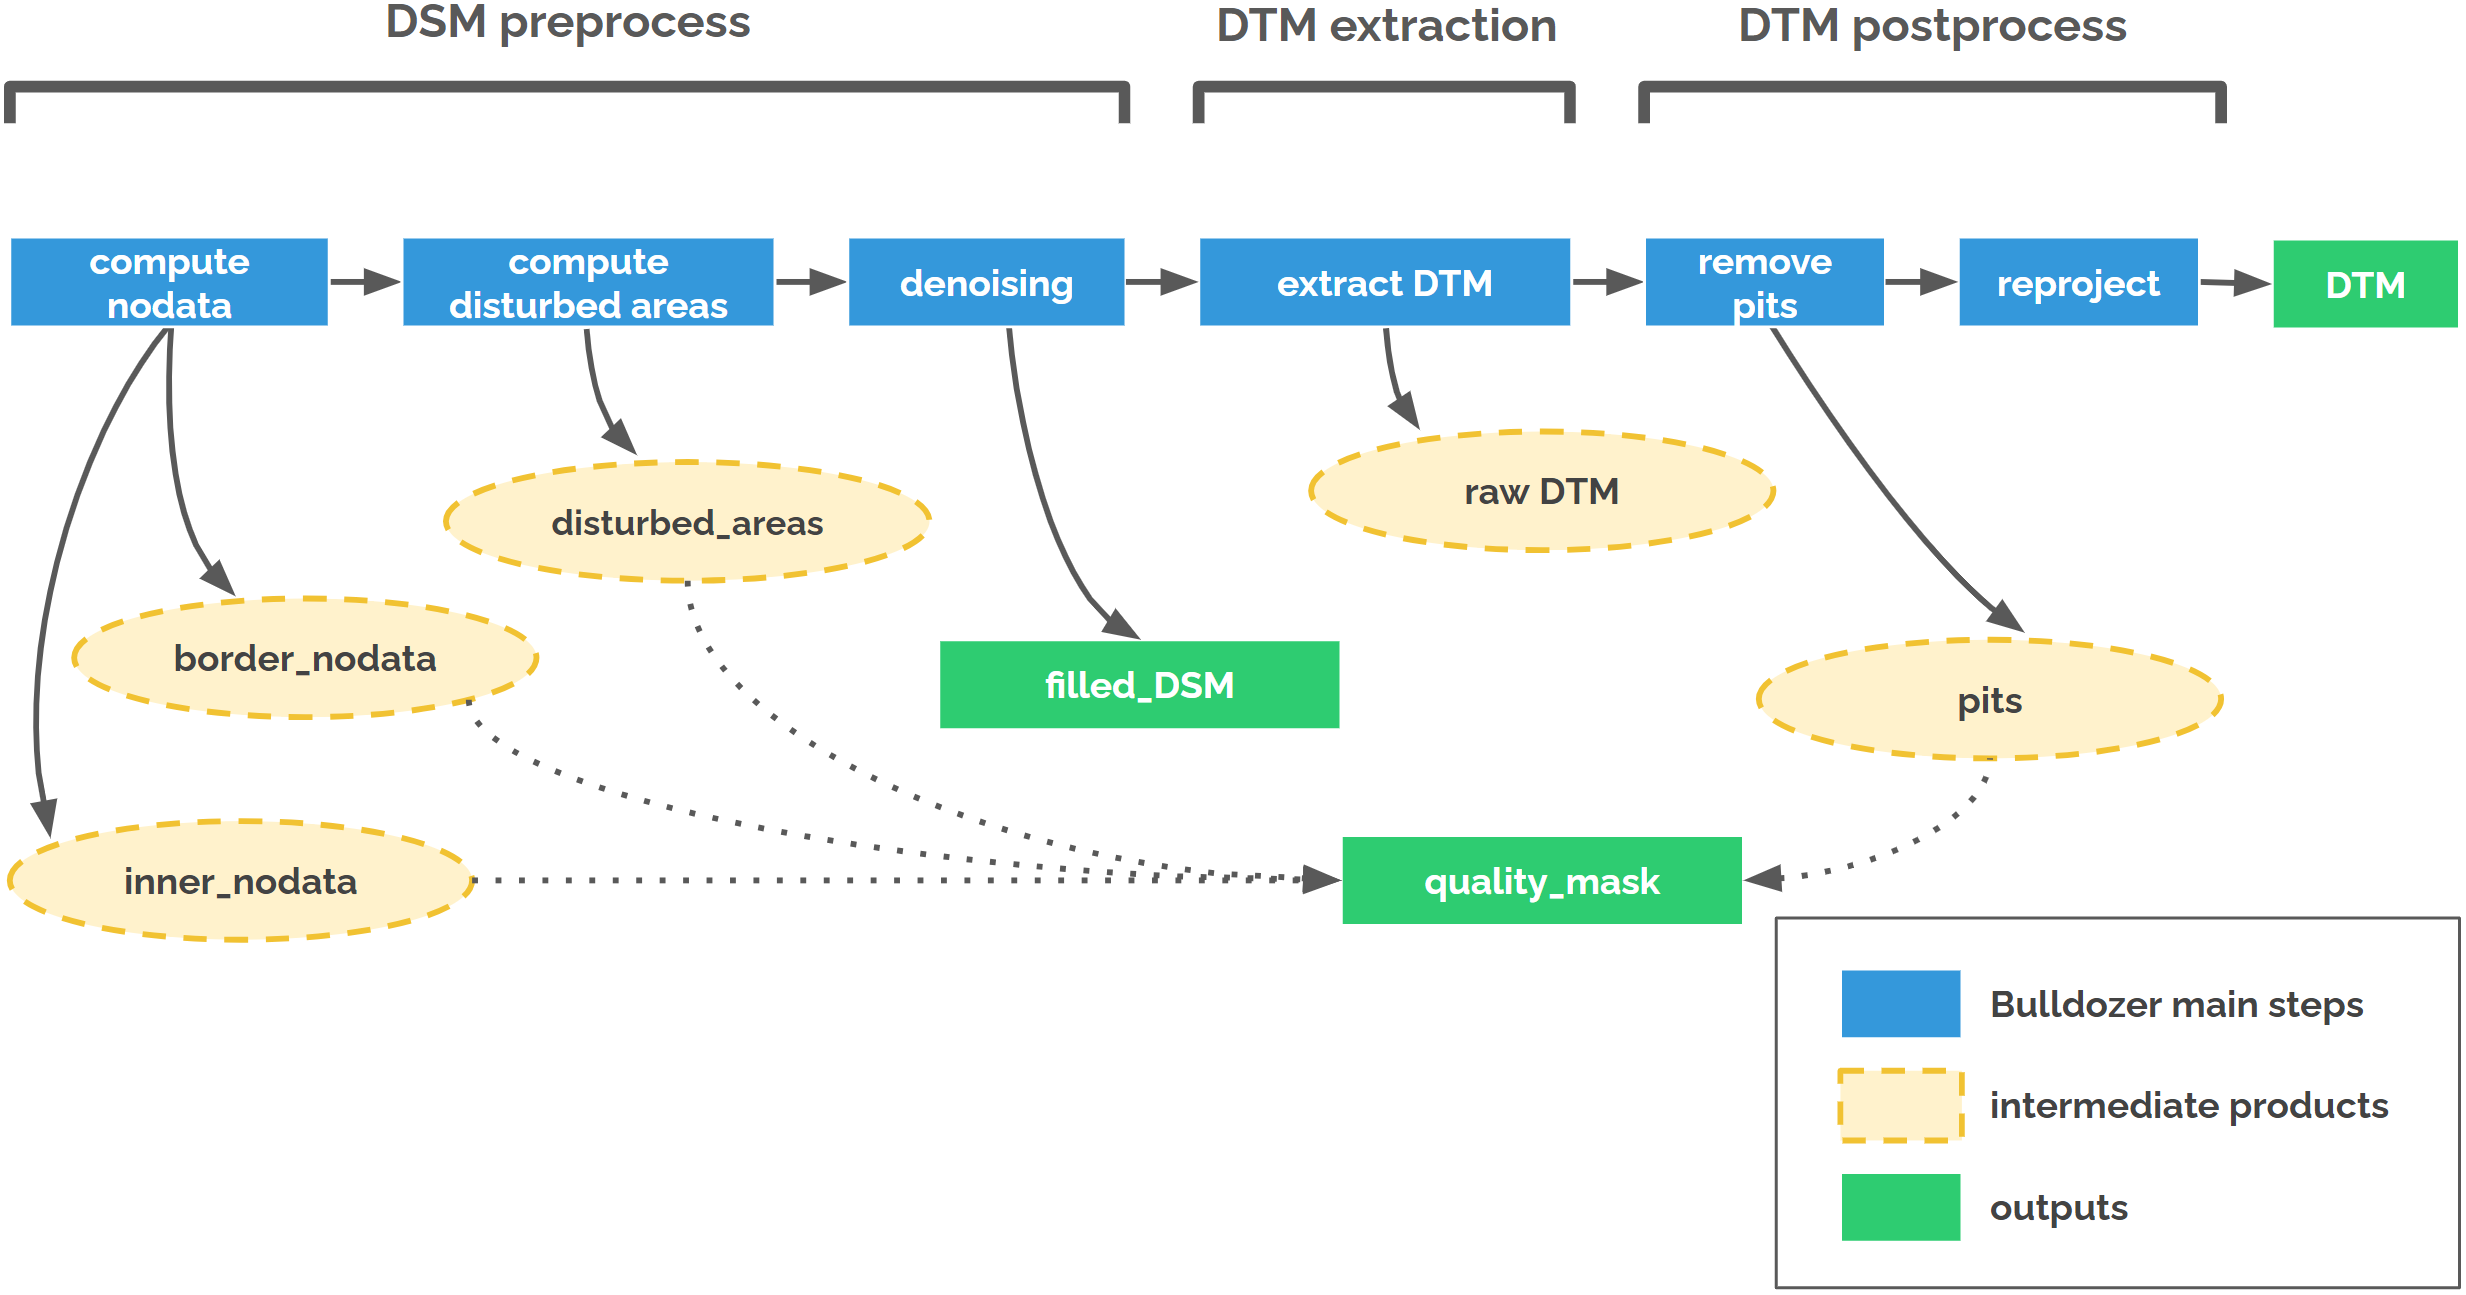 DSM preprocess
DTM extraction
DTM postprocess
compute
nodata
compute
disturbed areas
denoising
extract DTM
remove
pits
reproject
DTM
disturbed_areas
raw DTM
border_nodata
filled_DSM
pits
inner_nodata
quality_mask
Bulldozer main steps
intermediate products
outputs